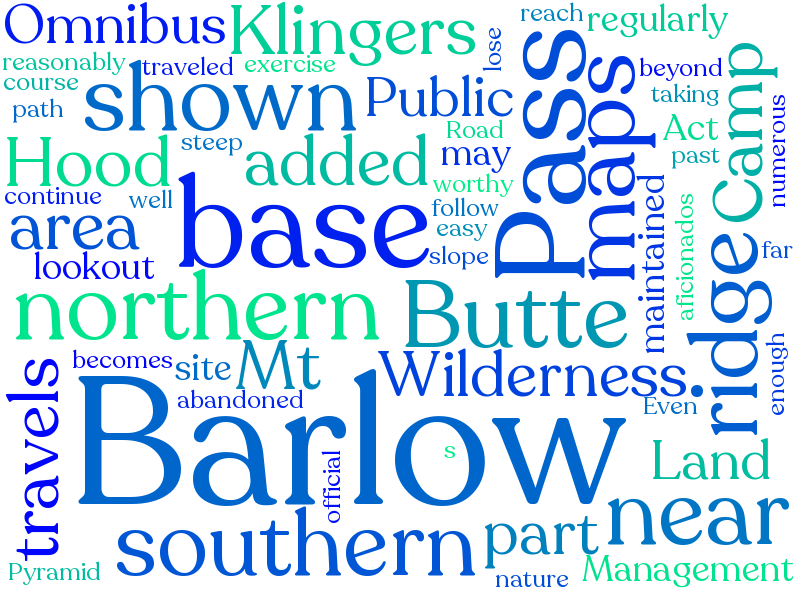 Omnibus
Klingers
reach
regularly
lose
reasonably
traveled
exercise
beyond
course
shown
Public
Pass
maps
taking
Camp
numerous
path
steep
Road
Act
Hood
added
may
past
worthy
continue
well
base
follow
area
easy
maintained
aficionados
ridge
far
lookout
slope
northern
Butte
enough
travels
becomes
site
Mt
Wilderness.
abandoned
Even
Barlow
s
official
Land
near
southern
part
Pyramid
nature
Management